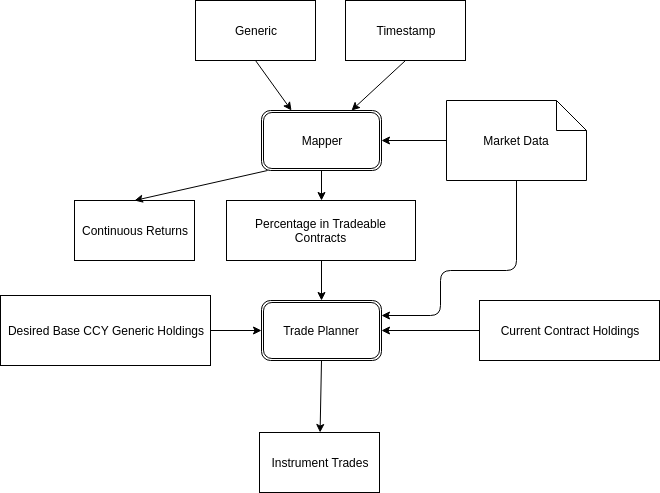 Generic
Timestamp
Mapper
Market Data
Continuous Returns
Percentage in Tradeable
Contracts
Desired Base CCY Generic Holdings
Trade Planner
Current Contract Holdings
Instrument Trades